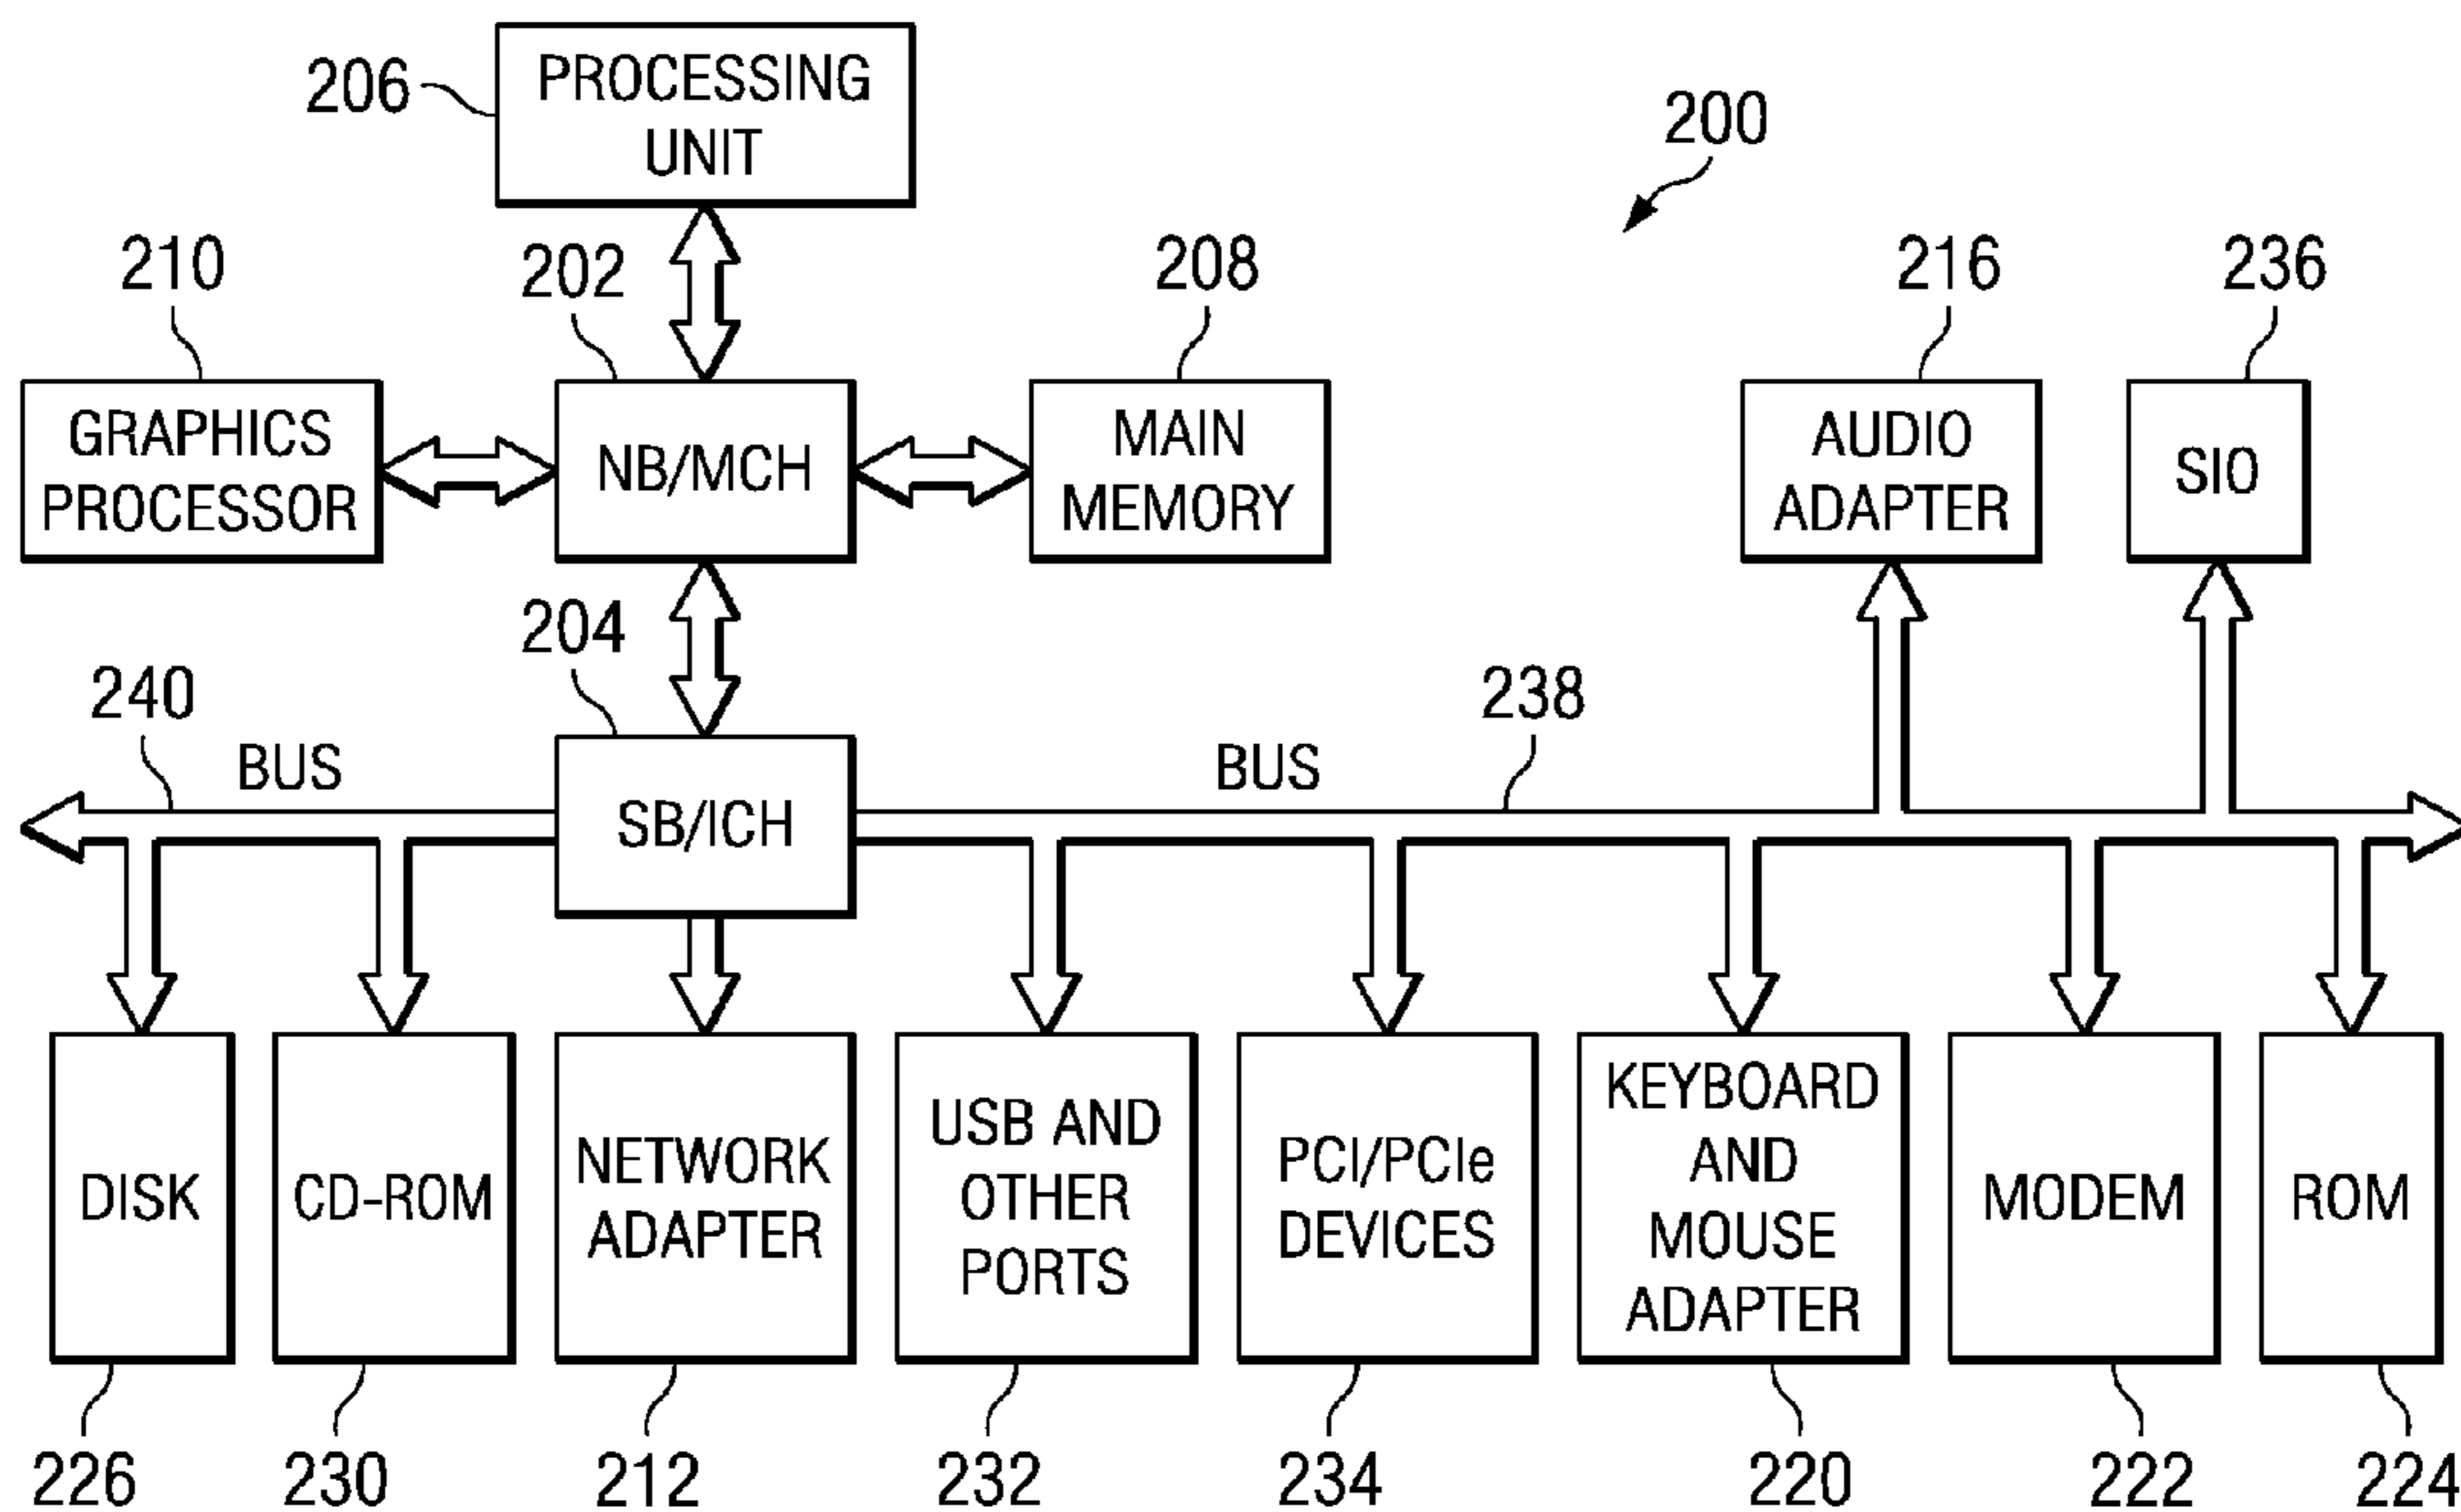 206
PROCESSING
UNIT
200
210
202
208
216
236
GRAPHICS
PROCESSOR
NB/MCH
MAIN
MEMORY
AUDIO
ADAPTER
SIO
204
240
BUS
SB/ICH
BUS
238
DISK
CD-ROM
NETWORK
ADAPTER
USB AND
OTHER
PORTS
PCI/PCIe
DEVICES
KEYBOARD
AND
MOUSE
ADAPTER
MODEM
ROM
226
230
212
232
234
220
222
224